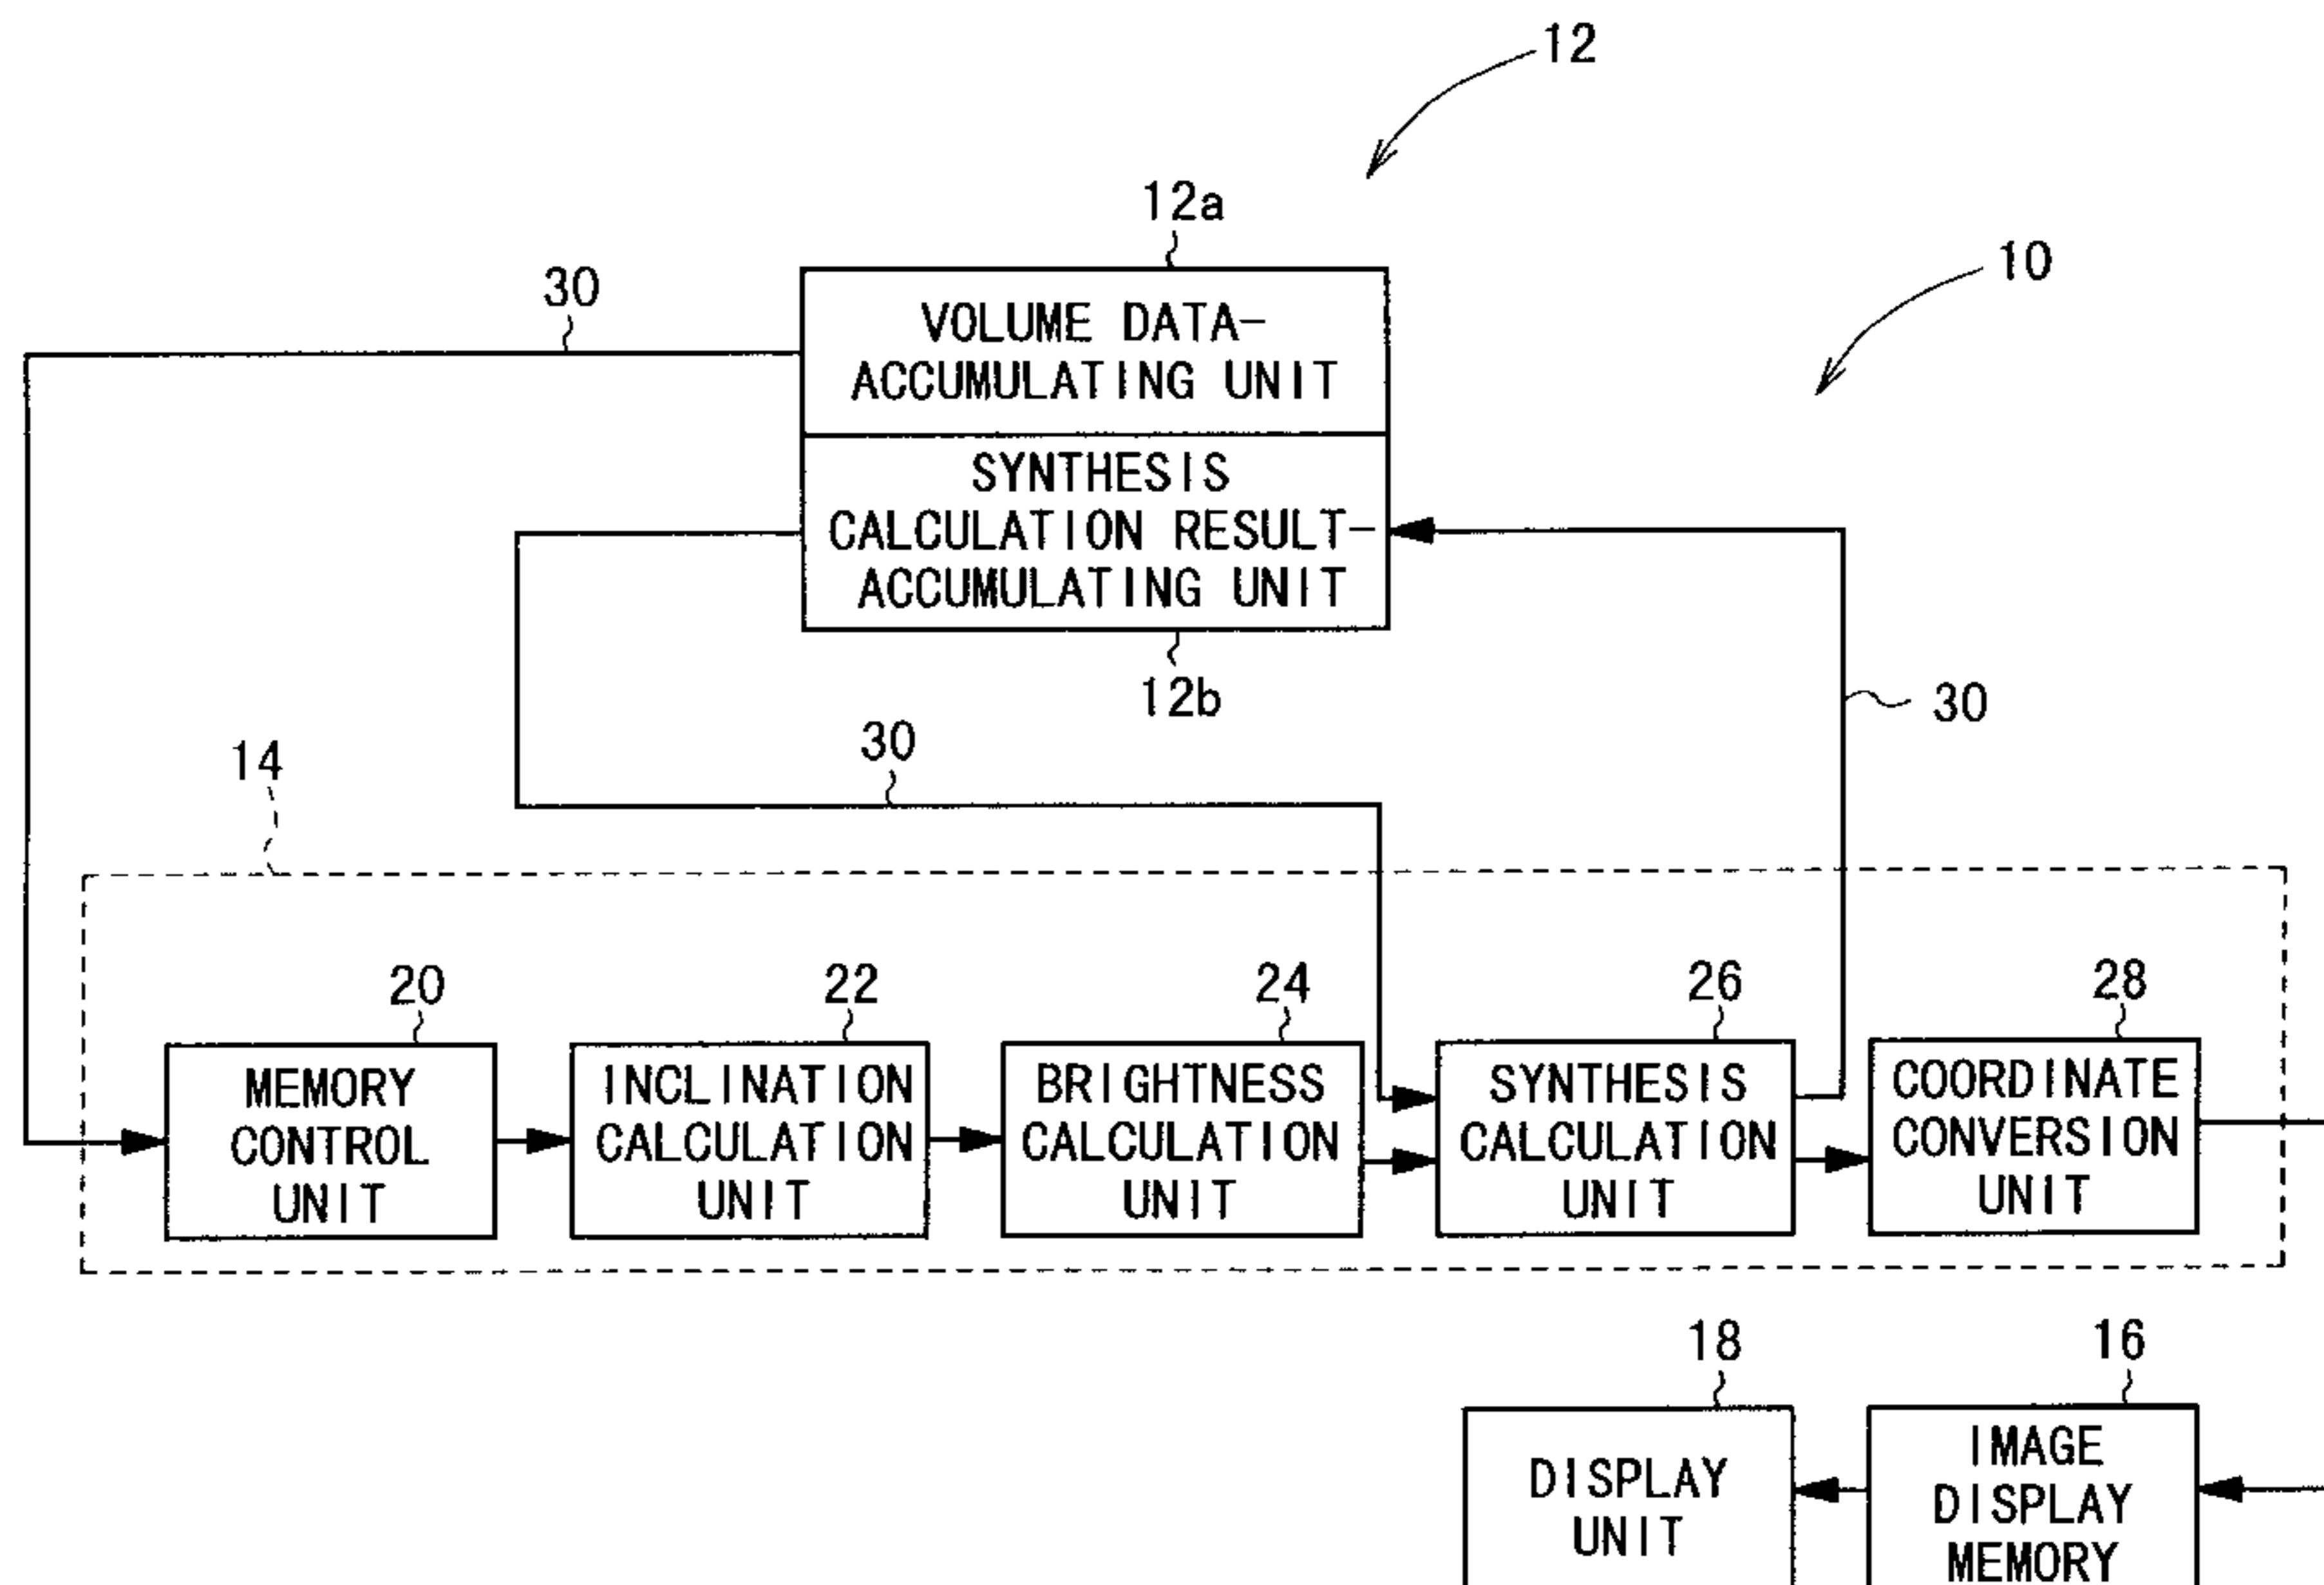 12
12a
10
30
VOLUME DATA-
ACCUMULATING UNIT
SYNTHESIS
CALCULATION RESULT-
ACCUMULATING UNIT
12b
30
30
14
20
22
24
26
28
MEMORY
CONTROL
UNIT
INCLINATION
CALCULATION
UNIT
BRIGHTNESS
CALCULATION
UNIT
SYNTHESIS
CALCULATION
UNIT
COORDINATE
CONVERSION
UNIT
18
16
DISPLAY
UNIT
IMAGE
DISPLAY
MEMORY